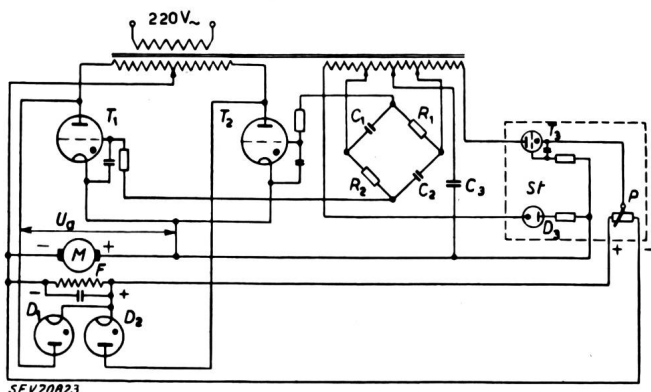 220V~
T1
T2
C1
R1
R2
C2
C3
T3
St
P
D3
+
-
Ug
-
M
+
F
-
+
D1
D2
SEV20823